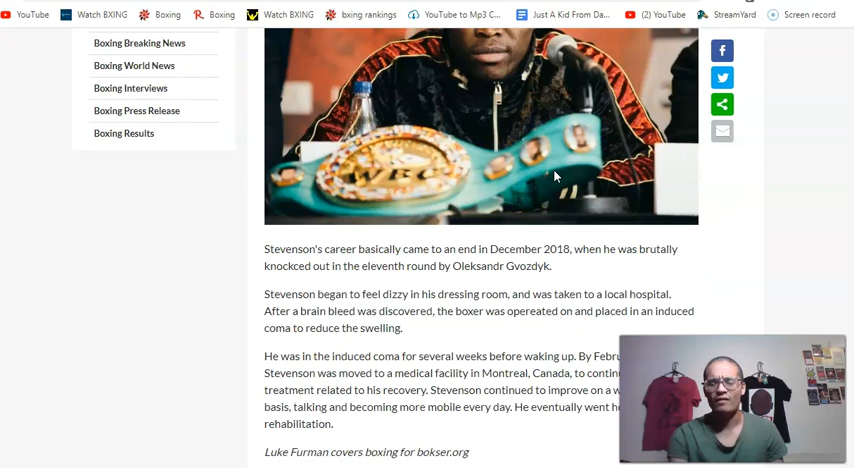 YouTube Watch BXING Boxing Boxing Watch BXING bxing rankings YouTube to Mp3 C... Just A Kid From Da... (2) YouTube StreamYard Screen record
Boxing Breaking News
Boxing World News
Boxing Interviews
Boxing Press Release
Boxing Results
WBC
Stevenson's career basically came to an end in December 2018, when he was brutally
knockced out in the eleventh round by Oleksandr Gvozdyk.
Stevenson began to feel dizzy in his dressing room, and was taken to a local hospital.
After a brain bleed was discovered, the boxer was opereated on and placed in an induced
coma to reduce the swelling.
He was in the induced coma for several weeks before waking up. By Febru
Stevenson was moved to a medical facility in Montreal, Canada, to contin
treatment related to his recovery. Stevenson continued to improve on a w
basis, talking and becoming more mobile every day. He eventually went h
rehabilitation.
Luke Furman covers boxing for bokser.org